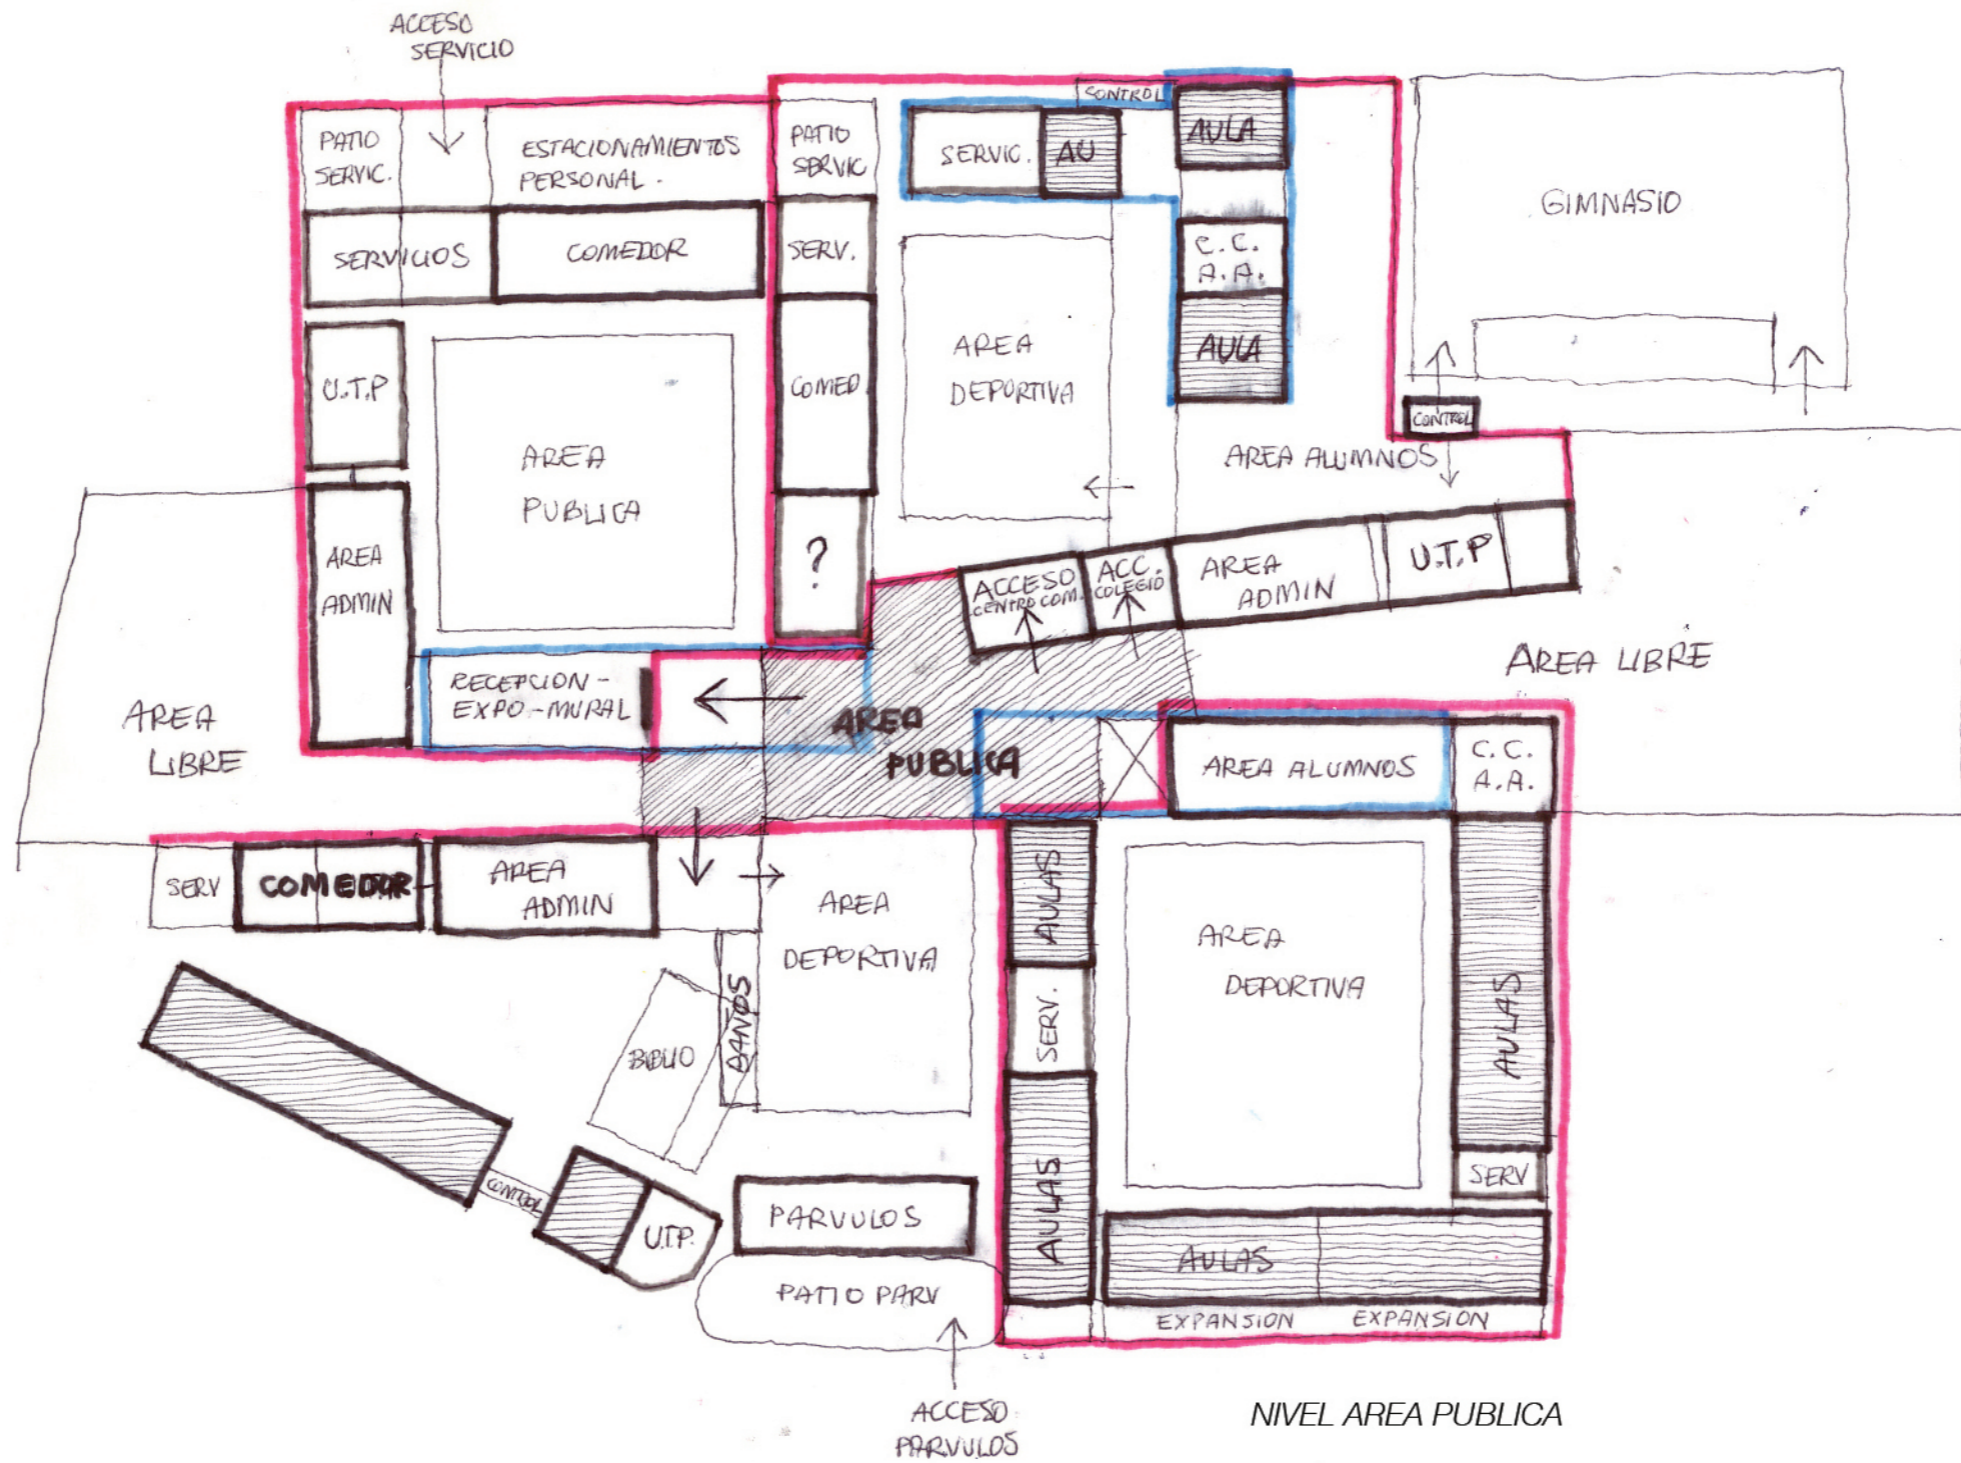 ACCESO
SERVICIO
PATIO
SERVIC.
ESTACIONAMIENTOS
PERSONAL.
PATIO
SERVIC
SERVICIOS
COMEDOR
SERV.
U.T.P
AREA
PUBLICA
COMED.
?
AREA
ADMIN
RECEPCION-
EXPO-MURAL
AREA
LIBRE
CONTROL
SERVIC.
AU
AULA
C.C.
A.A.
AULA
AREA
DEPORTIVA
GIMNASIO
CONTROL
AREA ALUMNOS
ACCESO
CENTRO COM.
ACC.
COLEGIO
AREA
ADMIN
U.T.P
AREA LIBRE
AREA
PUBLICA
AREA ALUMNOS
C.C.
A.A.
SERV
COMEDOR
AREA
ADMIN
AREA
DEPORTIVA
BAÑOS
BIBLIO
CONTROL
U.T.P.
PARVULOS
PATIO PARV
ACCESO
PARVULOS
AULAS
SERV.
AULAS
AREA
DEPORTIVA
AULAS
SERV
AULAS
EXPANSION
EXPANSION
NIVEL AREA PUBLICA